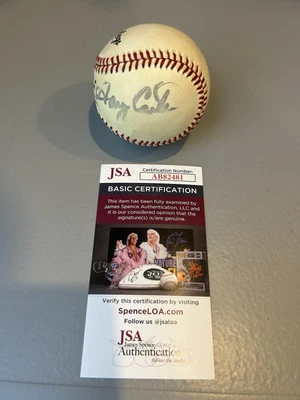 Harry Caray
JSA
Certification Number
AB82481
BASIC CERTIFICATION
This item has been fully examined by
James Spence Authentication,
LLC and it is our considered opinion that the
signature(s) is/are genuine.
Verify this certification by visiting
SpenceLOA.com
Follow us @jsaloa
JSA
James Spence
Authentication